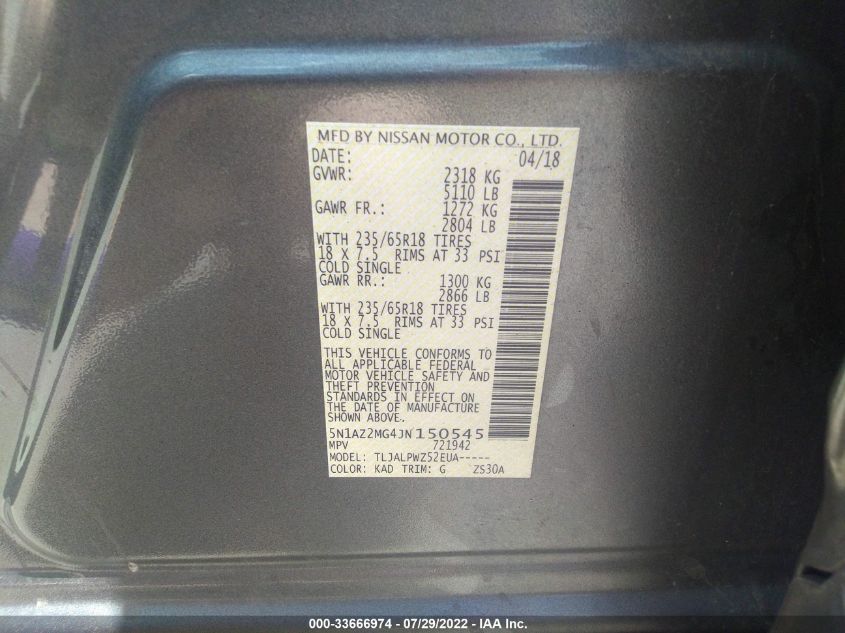 MFD BY NISSAN MOTOR CO., LTD.
DATE: 04/18
GVWR: 2318 KG
5110 LB
GAWR FR.: 1272 KG
2804 LB
WITH 235/65R18 TIRES
18 X 7.5 RIMS AT 33 PSI
COLD SINGLE
GAWR RR.: 1300 KG
2866 LB
WITH 235/65R18 TIRES
18 X 7.5 RIMS AT 33 PSI
COLD SINGLE
THIS VEHICLE CONFORMS TO
ALL APPLICABLE FEDERAL
MOTOR VEHICLE SAFETY AND
THEFT PREVENTION
STANDARDS IN EFFECT ON
THE DATE OF MANUFACTURE
SHOWN ABOVE.
5N1AZ2MG4JN150545
MPV 721942
MODEL: TLJALPWZ52EUA-----
COLOR: KAD TRIM: G ZS30A
000-33666974 / 07/29/2022 - IAA Inc.